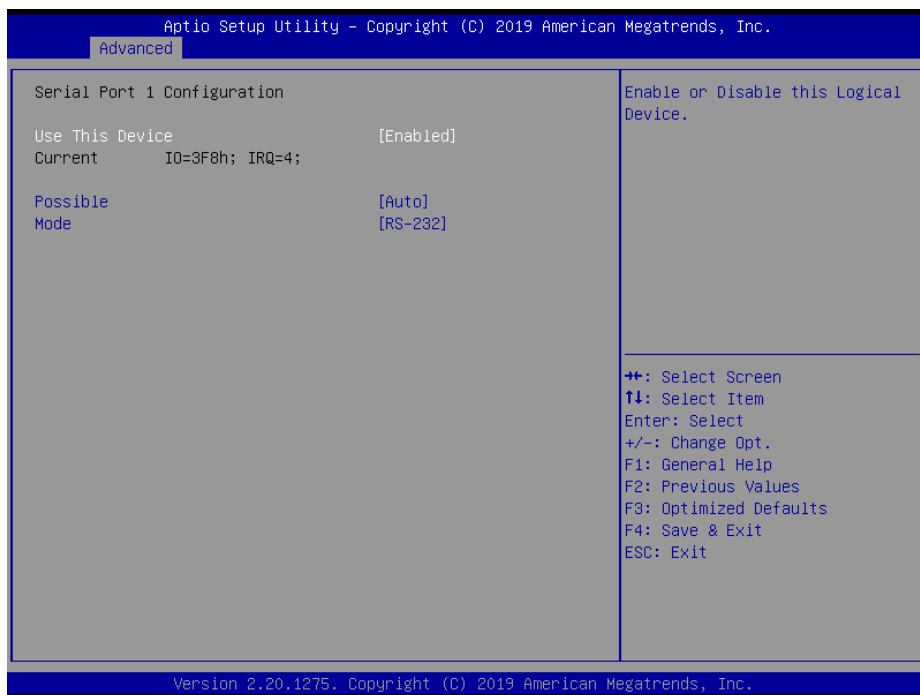 Aptio Setup Utility – Copyright (C) 2019 American Megatrends, Inc.
Advanced
Serial Port 1 Configuration
Use This Device [Enabled]
Current IO=3F8h; IRQ=4;
Possible [Auto]
Mode [RS-232]
Enable or Disable this Logical
Device.
→←: Select Screen
↑↓: Select Item
Enter: Select
+/-: Change Opt.
F1: General Help
F2: Previous Values
F3: Optimized Defaults
F4: Save & Exit
ESC: Exit
Version 2.20.1275. Copyright (C) 2019 American Megatrends, Inc.